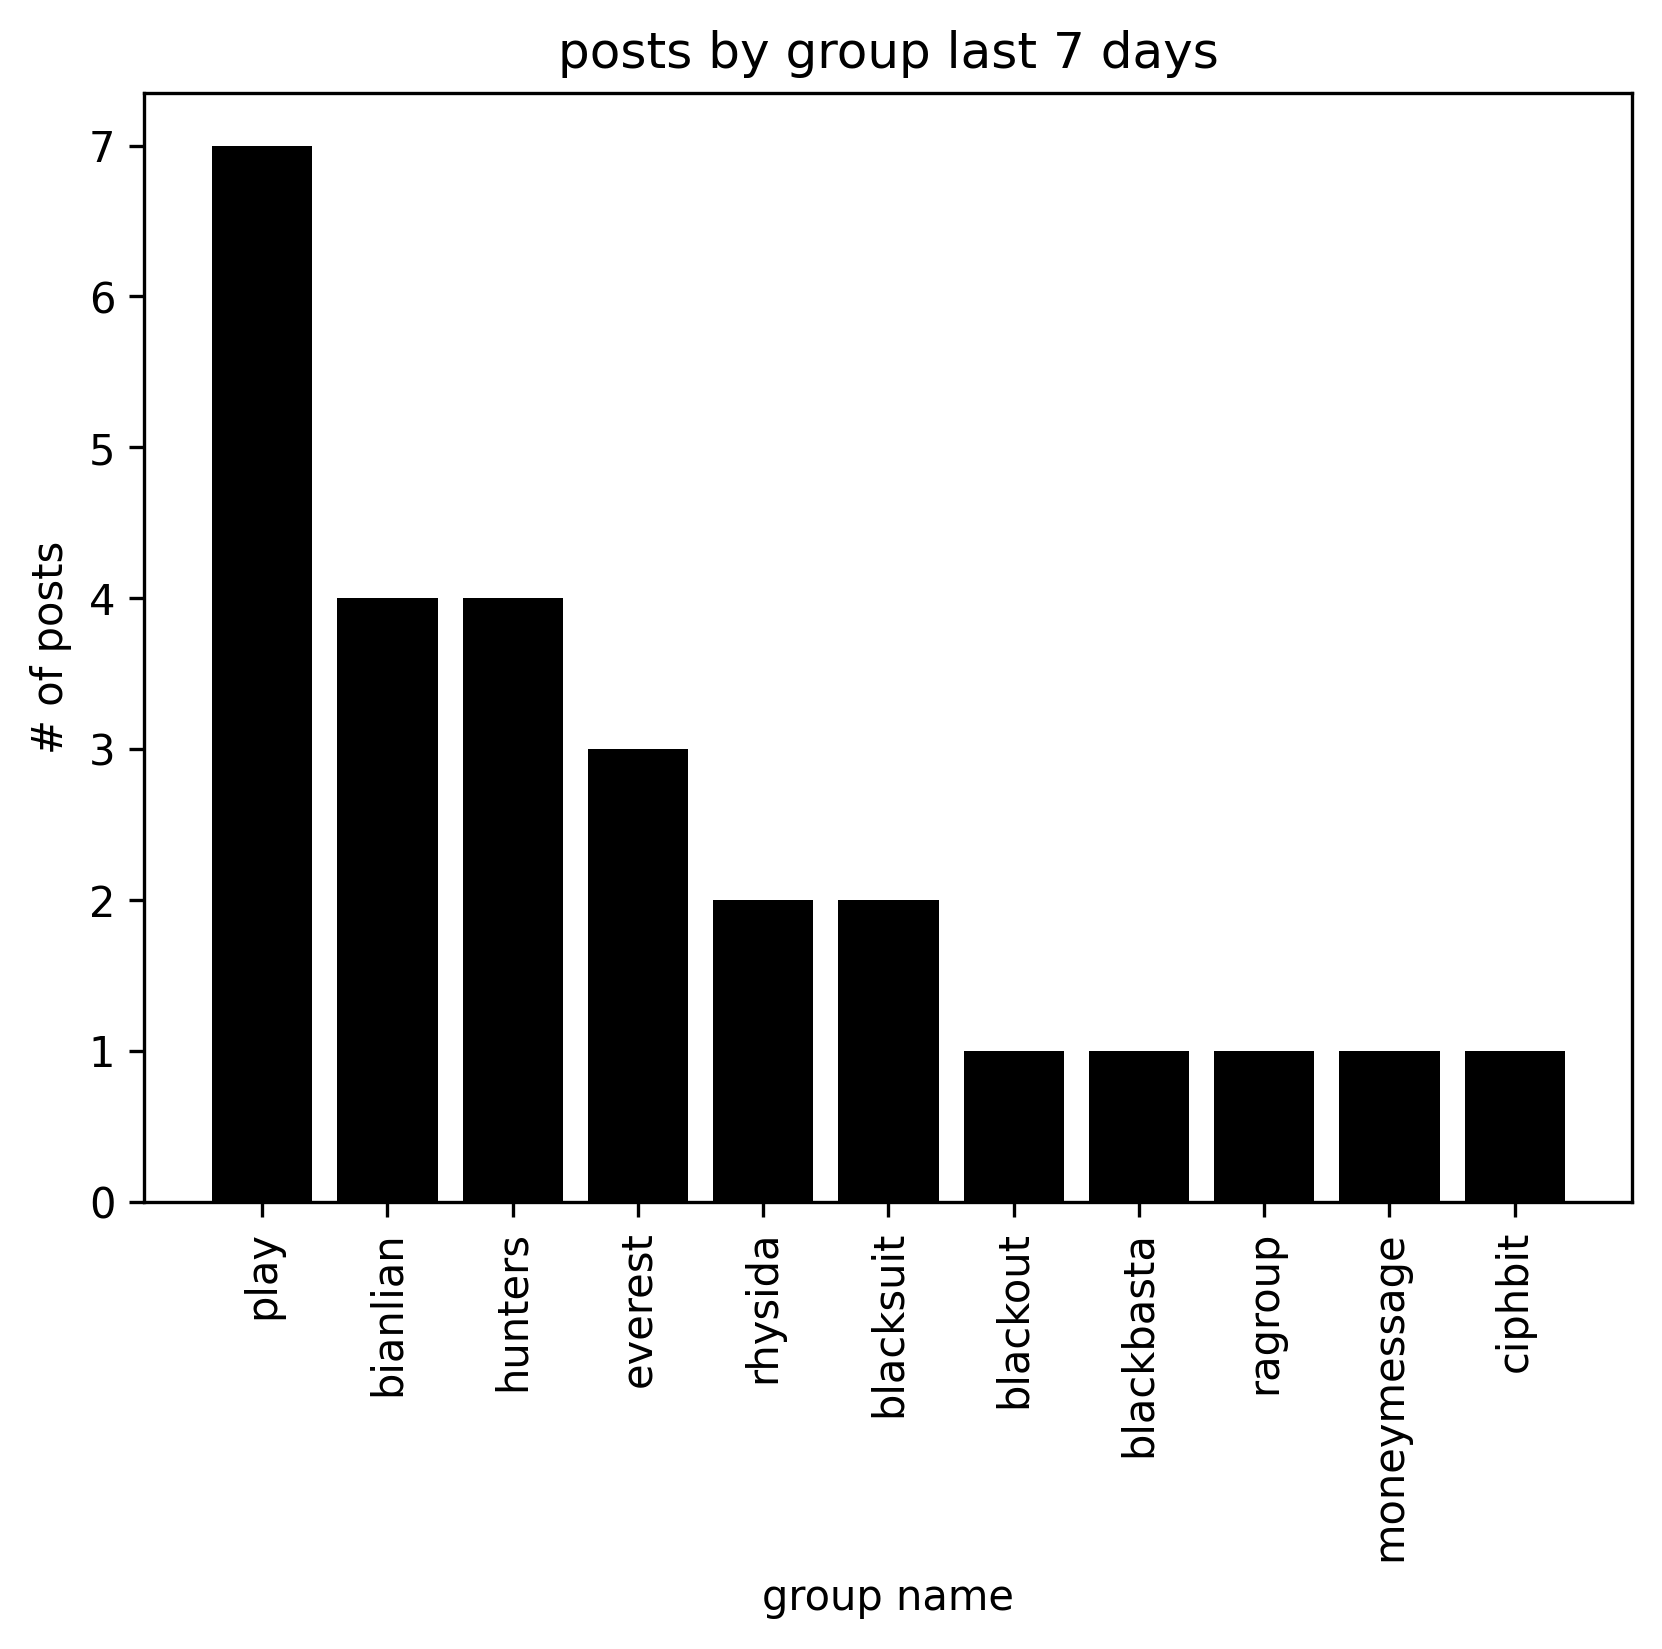 posts by group last 7 days
# of posts
7
6
5
4
3
2
1
0
play
bianlian
hunters
everest
rhysida
blacksuit
blackout
blackbasta
ragroup
moneymessage
ciphbit
group name